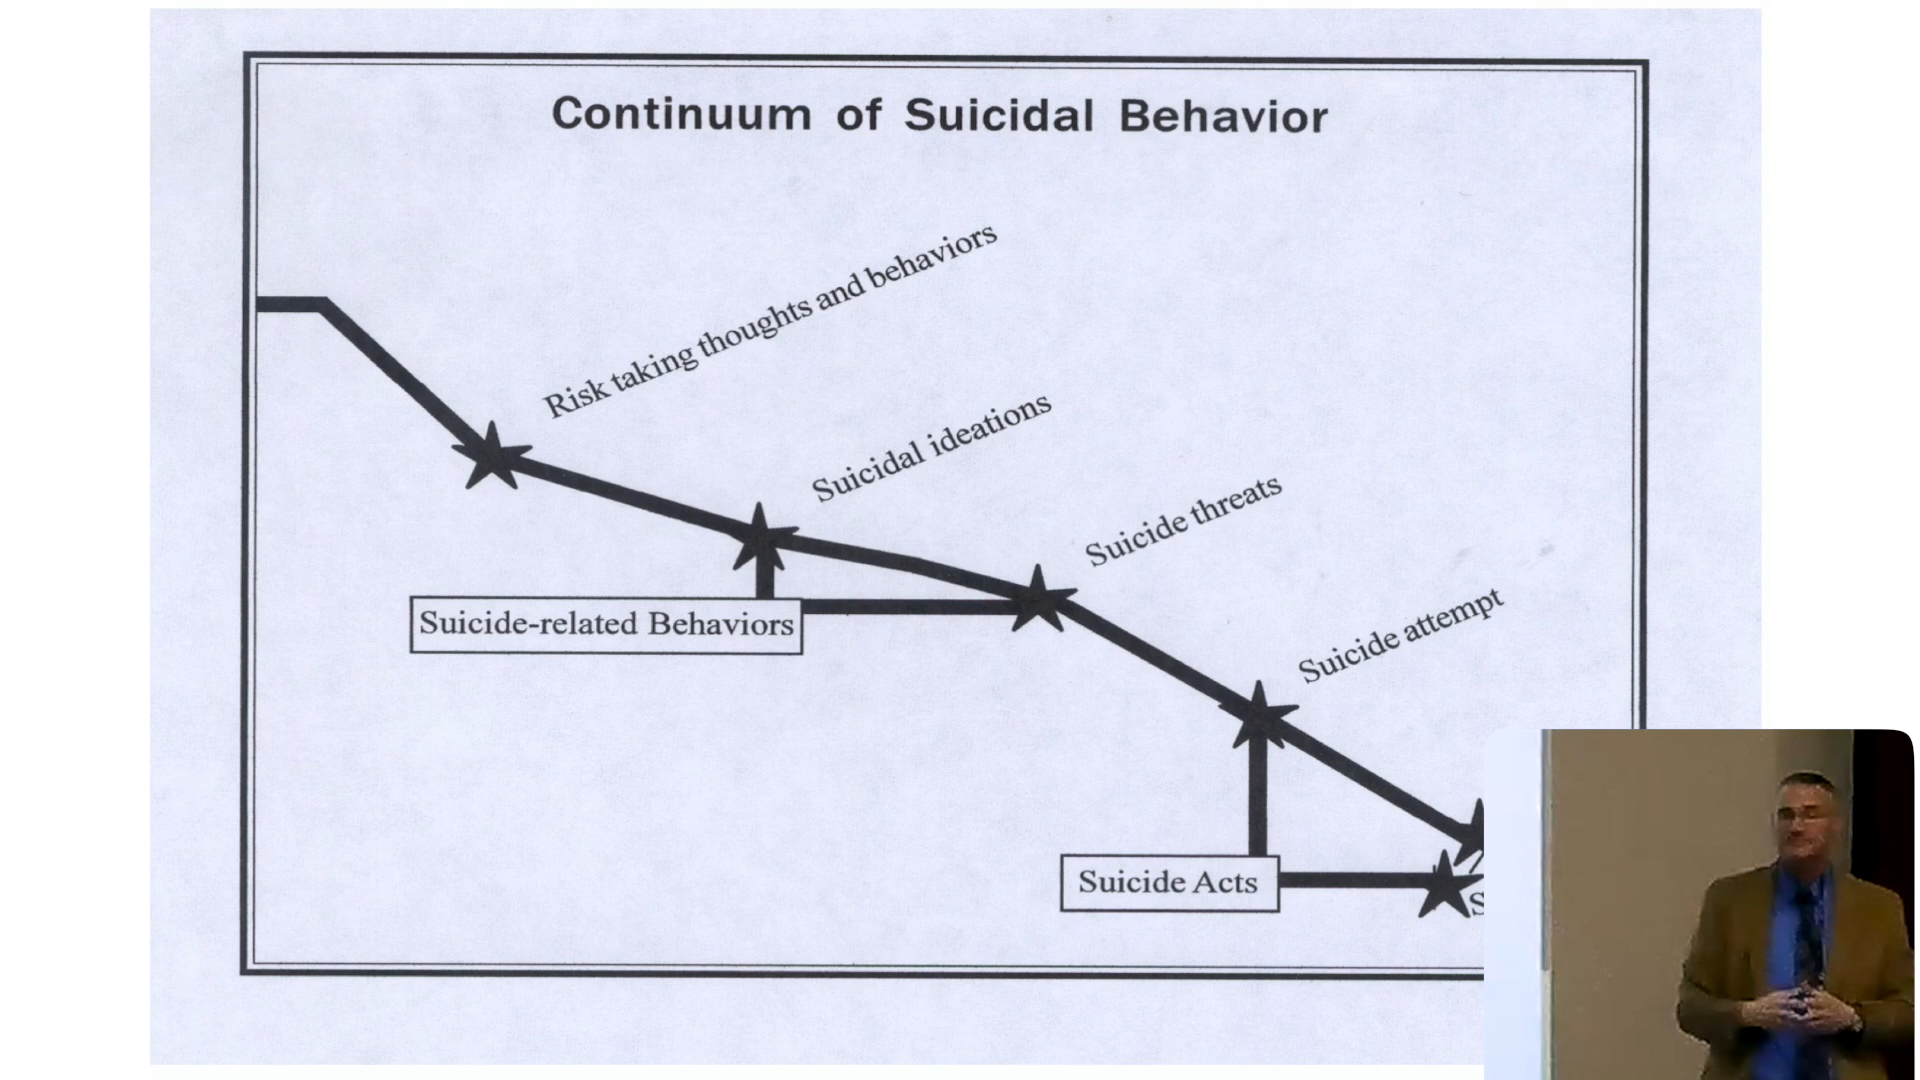 Continuum of Suicidal Behavior
Risk taking thoughts and behaviors
Suicidal ideations
Suicide threats
Suicide-related Behaviors
Suicide attempt
Suicide Acts